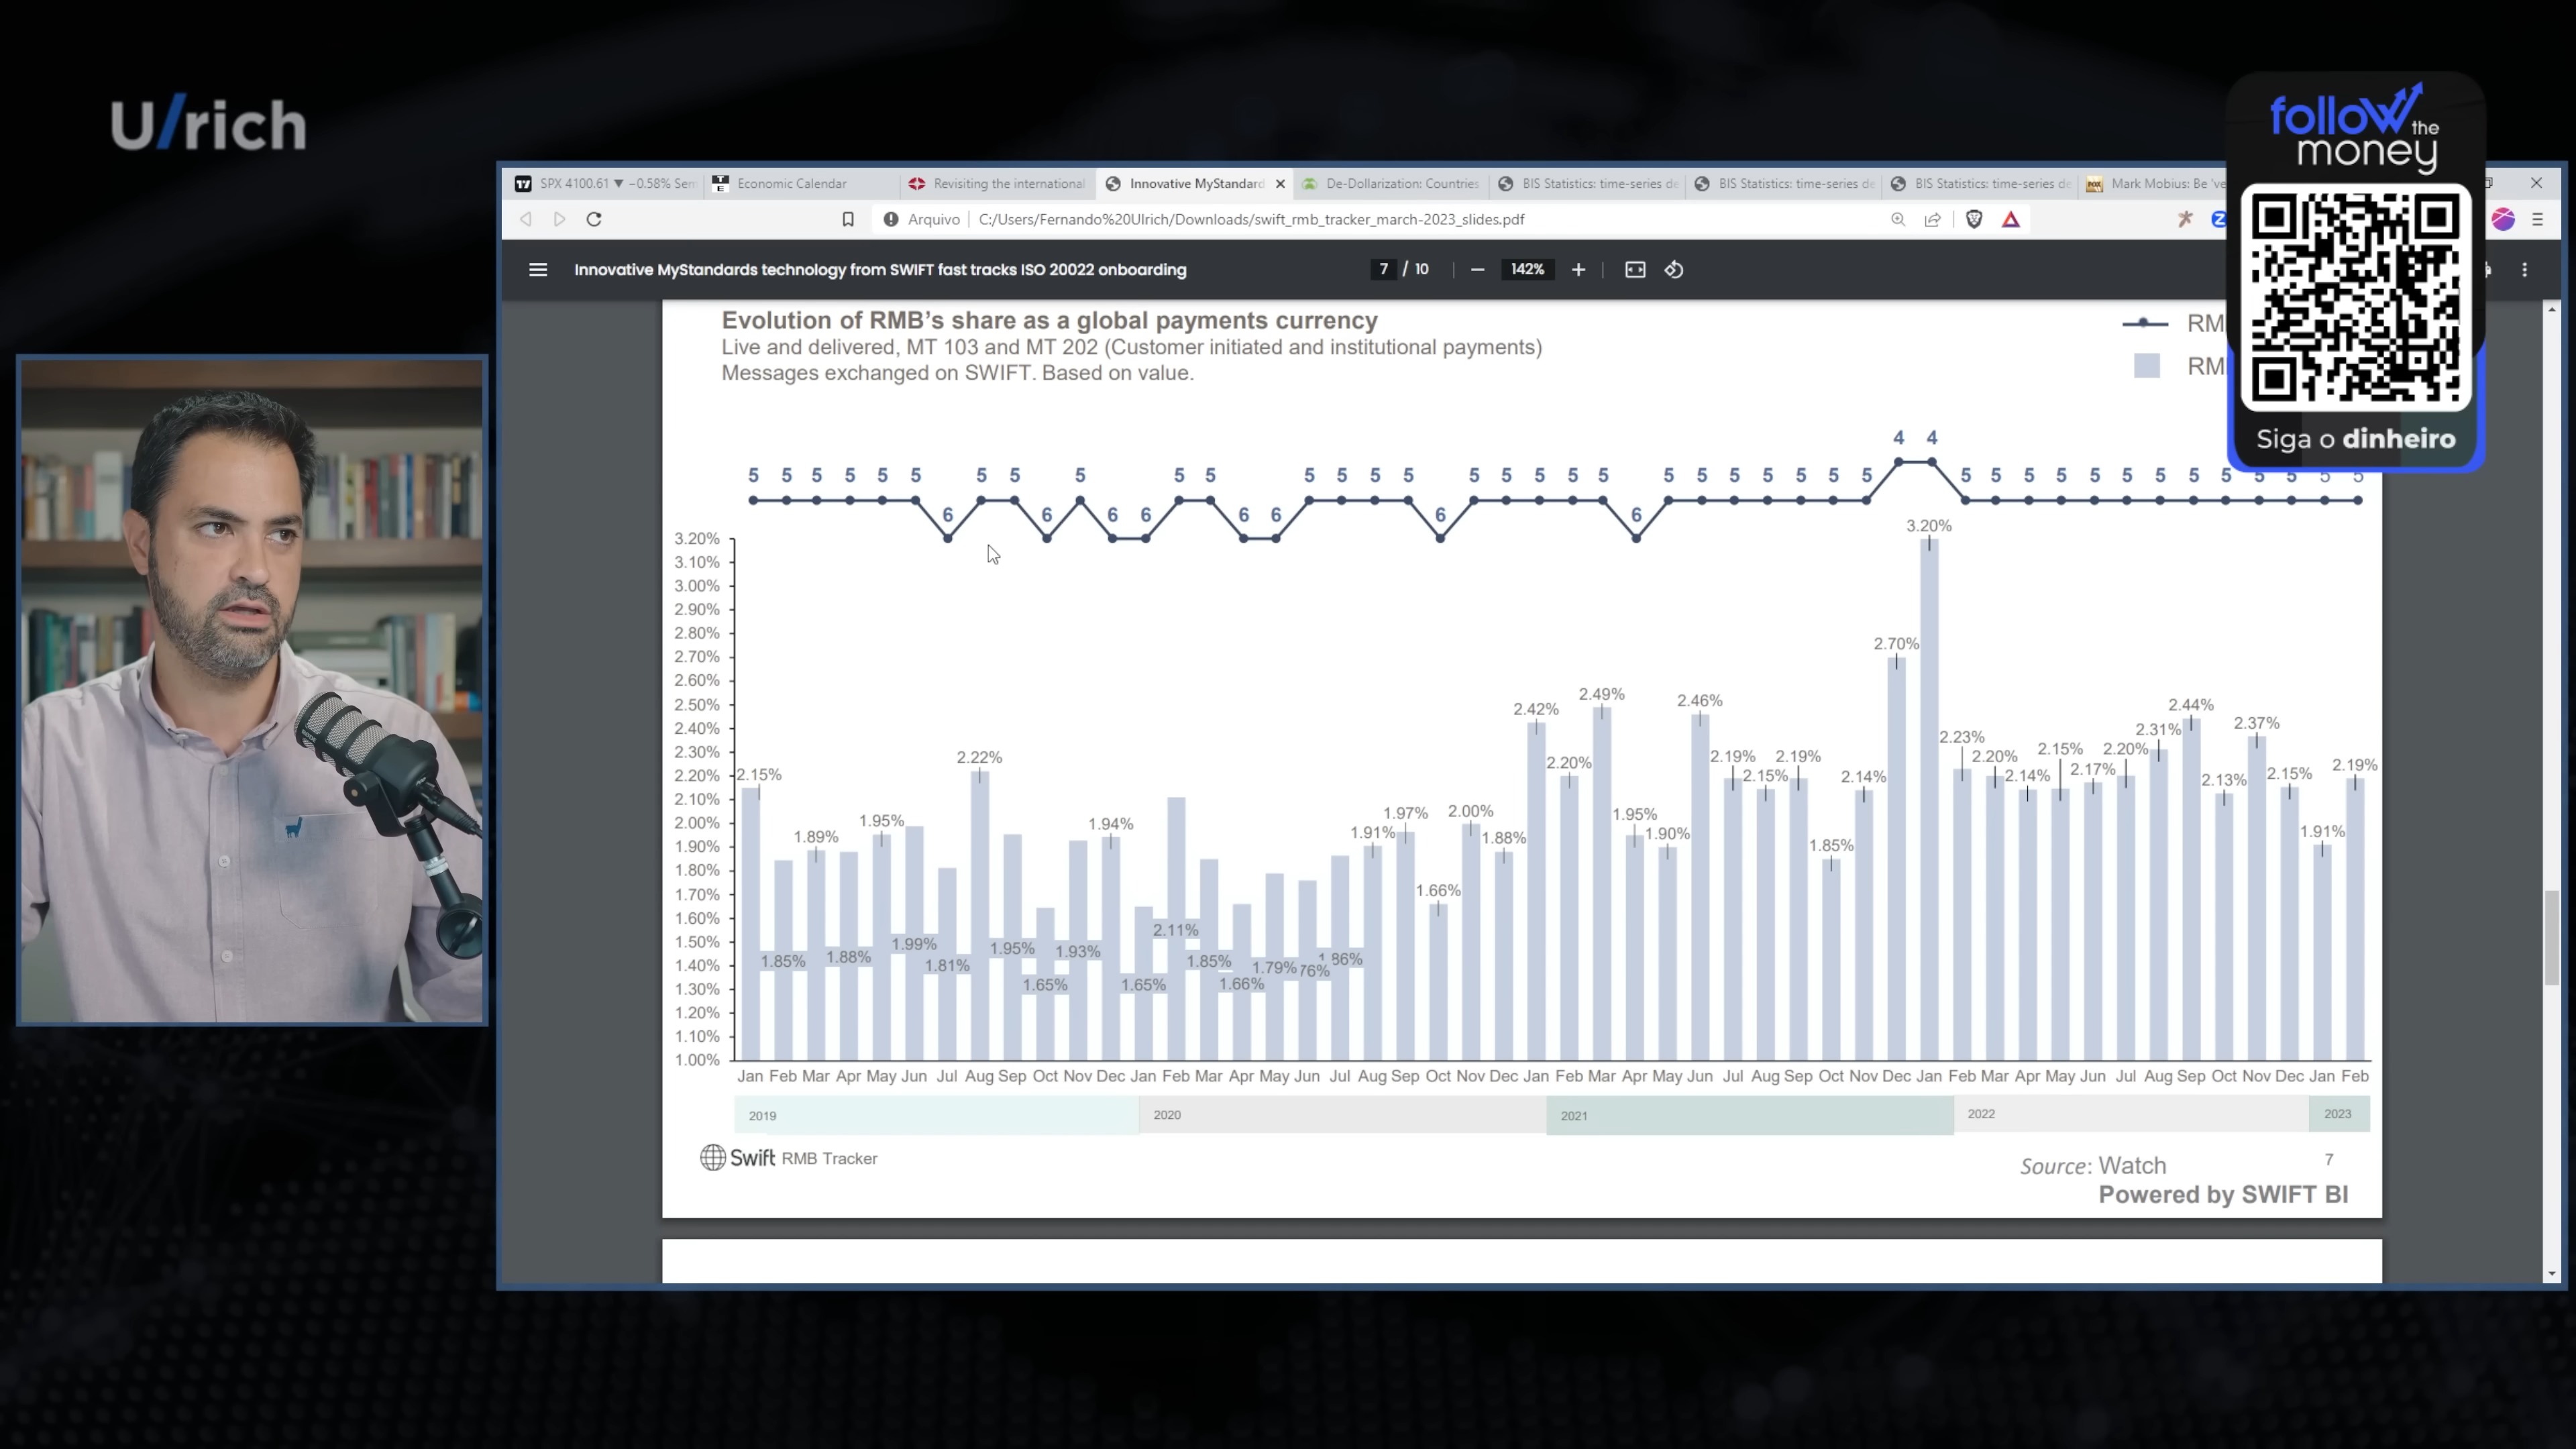 U/rich
follow the
money
Siga o dinheiro
SPX 4100.61 ▼ −0.58%
Economic Calendar
Revisiting the international
Innovative MyStandard
De-Dollarization: Countries
BIS Statistics: time-series de
BIS Statistics: time-series de
BIS Statistics: time-series de
Mark Mobius: Be 've
Arquivo | C:/Users/Fernando%20Ulrich/Downloads/swift_rmb_tracker_march-2023_slides.pdf
Innovative MyStandards technology from SWIFT fast tracks ISO 20022 onboarding
7 / 10
142%
Evolution of RMB's share as a global payments currency
Live and delivered, MT 103 and MT 202 (Customer initiated and institutional payments)
Messages exchanged on SWIFT. Based on value.
RM
RM
5 5 5 5 5 5 6 5 5 6 5 6 6 5 5 6 6 5 5 5 5 6 5 5 5 5 5 6 5 5 5 5 5 5 5 4 4 5 5 5 5 5 5 5 5 5 5 5 5 5
3.20%
3.10%
3.00%
2.90%
2.80%
2.70%
2.60%
2.50%
2.40%
2.30%
2.20%
2.10%
2.00%
1.90%
1.80%
1.70%
1.60%
1.50%
1.40%
1.30%
1.20%
1.10%
1.00%
2.15% 1.85% 1.89% 1.88% 1.95% 1.99% 1.81% 2.22% 1.95% 1.65% 1.93% 1.94%
1.65% 2.11% 1.85% 1.66% 1.79% 76% 86% 1.91% 1.97% 1.66% 2.00% 1.88%
2.42% 2.20% 2.49% 1.95% 1.90% 2.46% 2.19% 2.15% 2.19% 1.85% 2.14% 2.70%
3.20% 2.23% 2.20% 2.14% 2.15% 2.17% 2.20% 2.31% 2.44% 2.13% 2.37% 2.15%
1.91% 2.19%
Jan Feb Mar Apr May Jun Jul Aug Sep Oct Nov Dec Jan Feb Mar Apr May Jun Jul Aug Sep Oct Nov Dec Jan Feb Mar Apr May Jun Jul Aug Sep Oct Nov Dec Jan Feb Mar Apr May Jun Jul Aug Sep Oct Nov Dec Jan Feb
2019 2020 2021 2022 2023
Swift RMB Tracker
Source: Watch
Powered by SWIFT BI
7